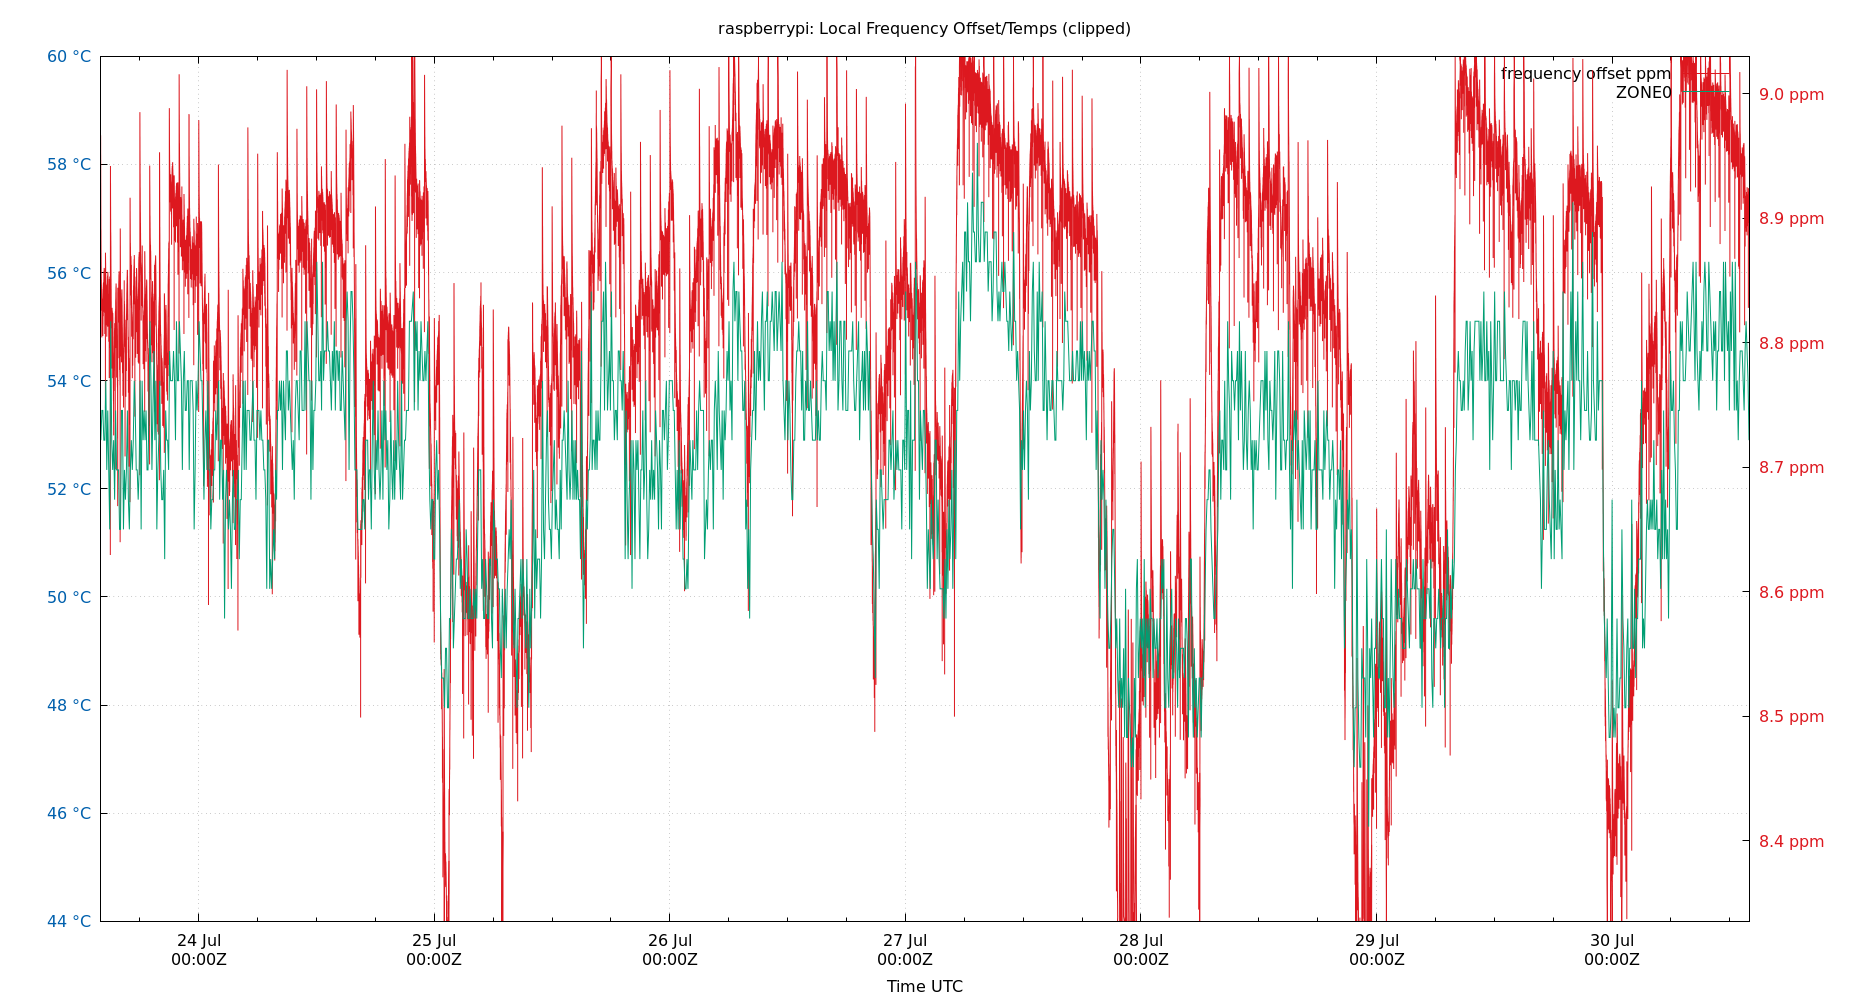 raspberrypi: Local Frequency Offset/Temps (clipped)
60 °C
58 °C
56 °C
54 °C
52 °C
50 °C
48 °C
46 °C
44 °C
frequency offset ppm
ZONE0
9.0 ppm
8.9 ppm
8.8 ppm
8.7 ppm
8.6 ppm
8.5 ppm
8.4 ppm
24 Jul
00:00Z
25 Jul
00:00Z
26 Jul
00:00Z
27 Jul
00:00Z
28 Jul
00:00Z
29 Jul
00:00Z
30 Jul
00:00Z
Time UTC